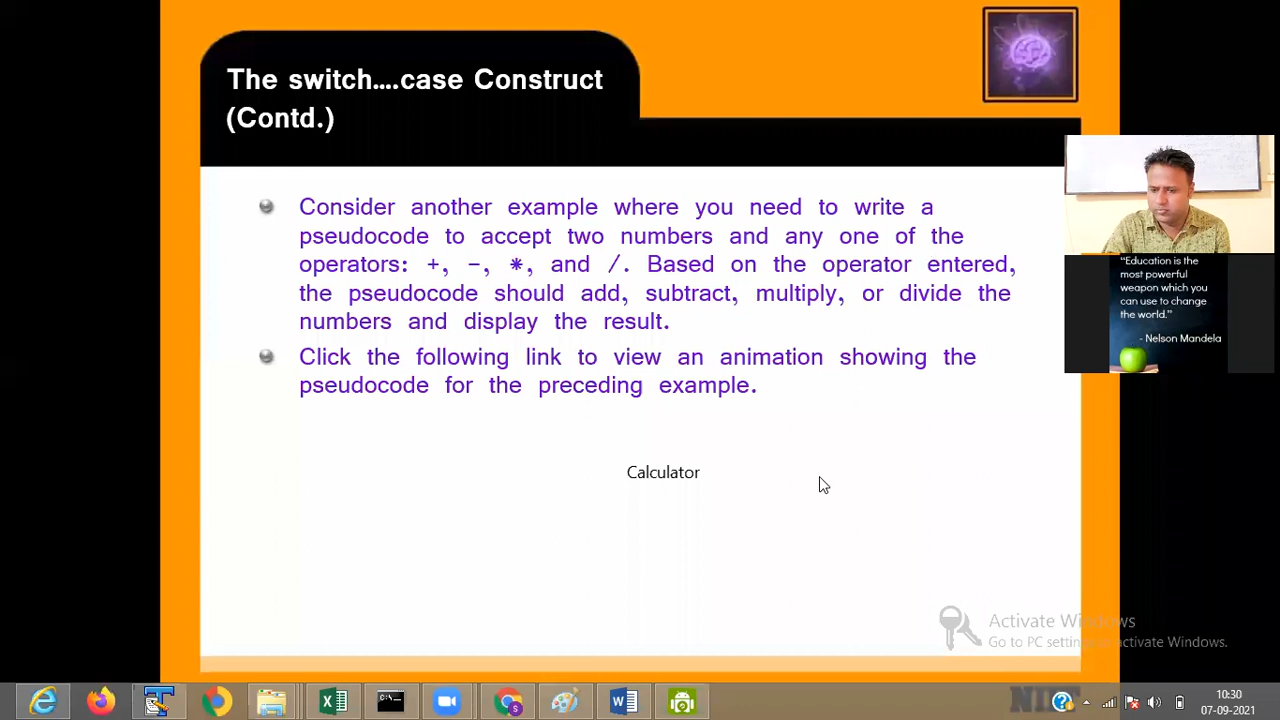 The switch....case Construct
(Contd.)
Consider another example where you need to write a
pseudocode to accept two numbers and any one of the
operators: +, -, *, and /. Based on the operator entered,
the pseudocode should add, subtract, multiply, or divide the
numbers and display the result.
Click the following link to view an animation showing the
pseudocode for the preceding example.
Calculator
"Education is the
most powerful
weapon which you
can use to change
the world."
- Nelson Mandela
Activate Windows
Go to PC settings to activate Windows.
10:30
07-09-2021